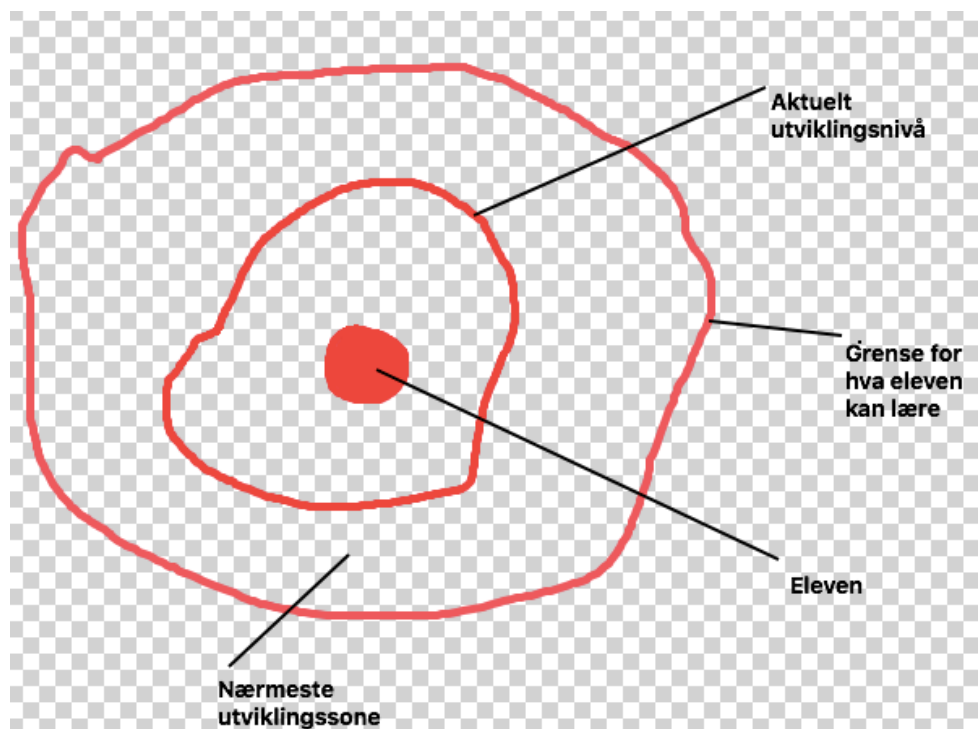 Aktuelt
utviklingsnivå
Grense for
hva eleven
kan lære
Eleven
Nærmeste
utviklingssone